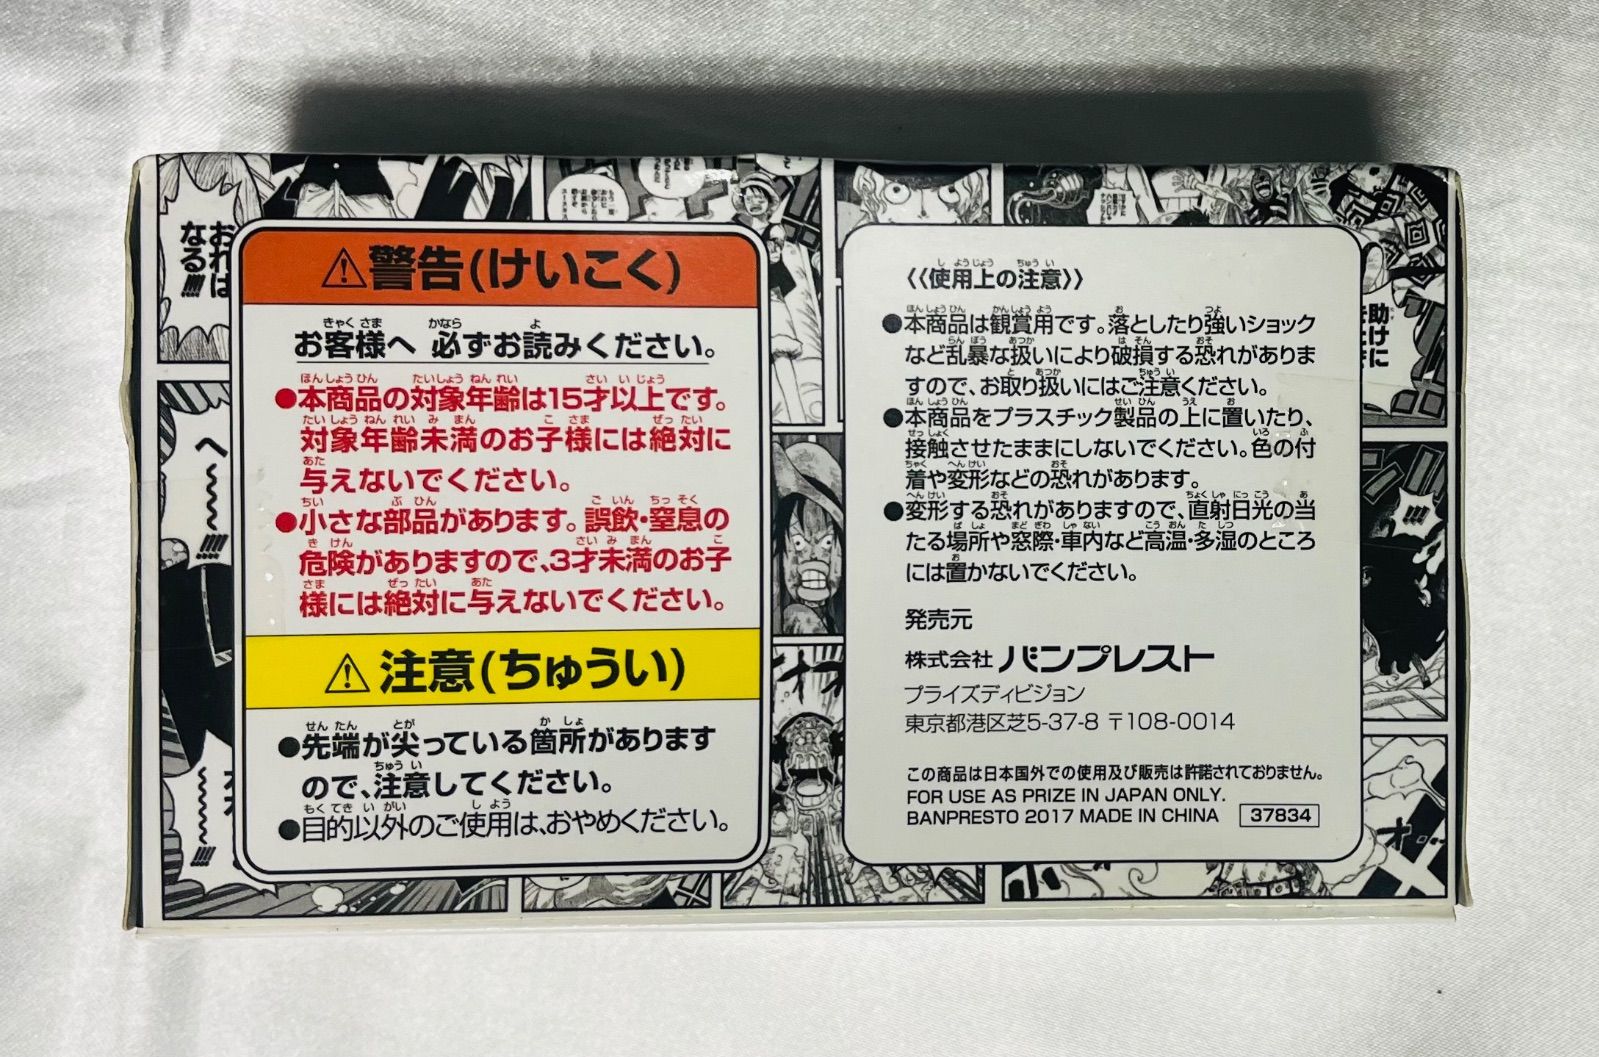 ⚠警告(けいこく)
お客様へ 必ずお読みください。
●本商品の対象年齢は15才以上です。
対象年齢未満のお子様には絶対に
与えないでください。
●小さな部品があります。誤飲・窒息の
危険がありますので、3才未満のお子
様には絶対に与えないでください。
⚠注意(ちゅうい)
●先端が尖っている箇所があります
ので、注意してください。
●目的以外のご使用は、おやめください。
《使用上の注意》
●本商品は観賞用です。落としたり強いショック
など乱暴な扱いにより破損する恐れがありま
すので、お取り扱いにはご注意ください。
●本商品をプラスチック製品の上に置いたり、
接触させたままにしないでください。色の付
着や変形などの恐れがあります。
●変形する恐れがありますので、直射日光の当
たる場所や窓際・車内など高温・多湿のところ
には置かないでください。
発売元
株式会社 バンプレスト
プライズディビジョン
東京都港区芝5-37-8 〒108-0014
この商品は日本国外での使用及び販売は許諾されておりません。
FOR USE AS PRIZE IN JAPAN ONLY.
BANPRESTO 2017 MADE IN CHINA 37834
おれは
なる!!!!
助けに